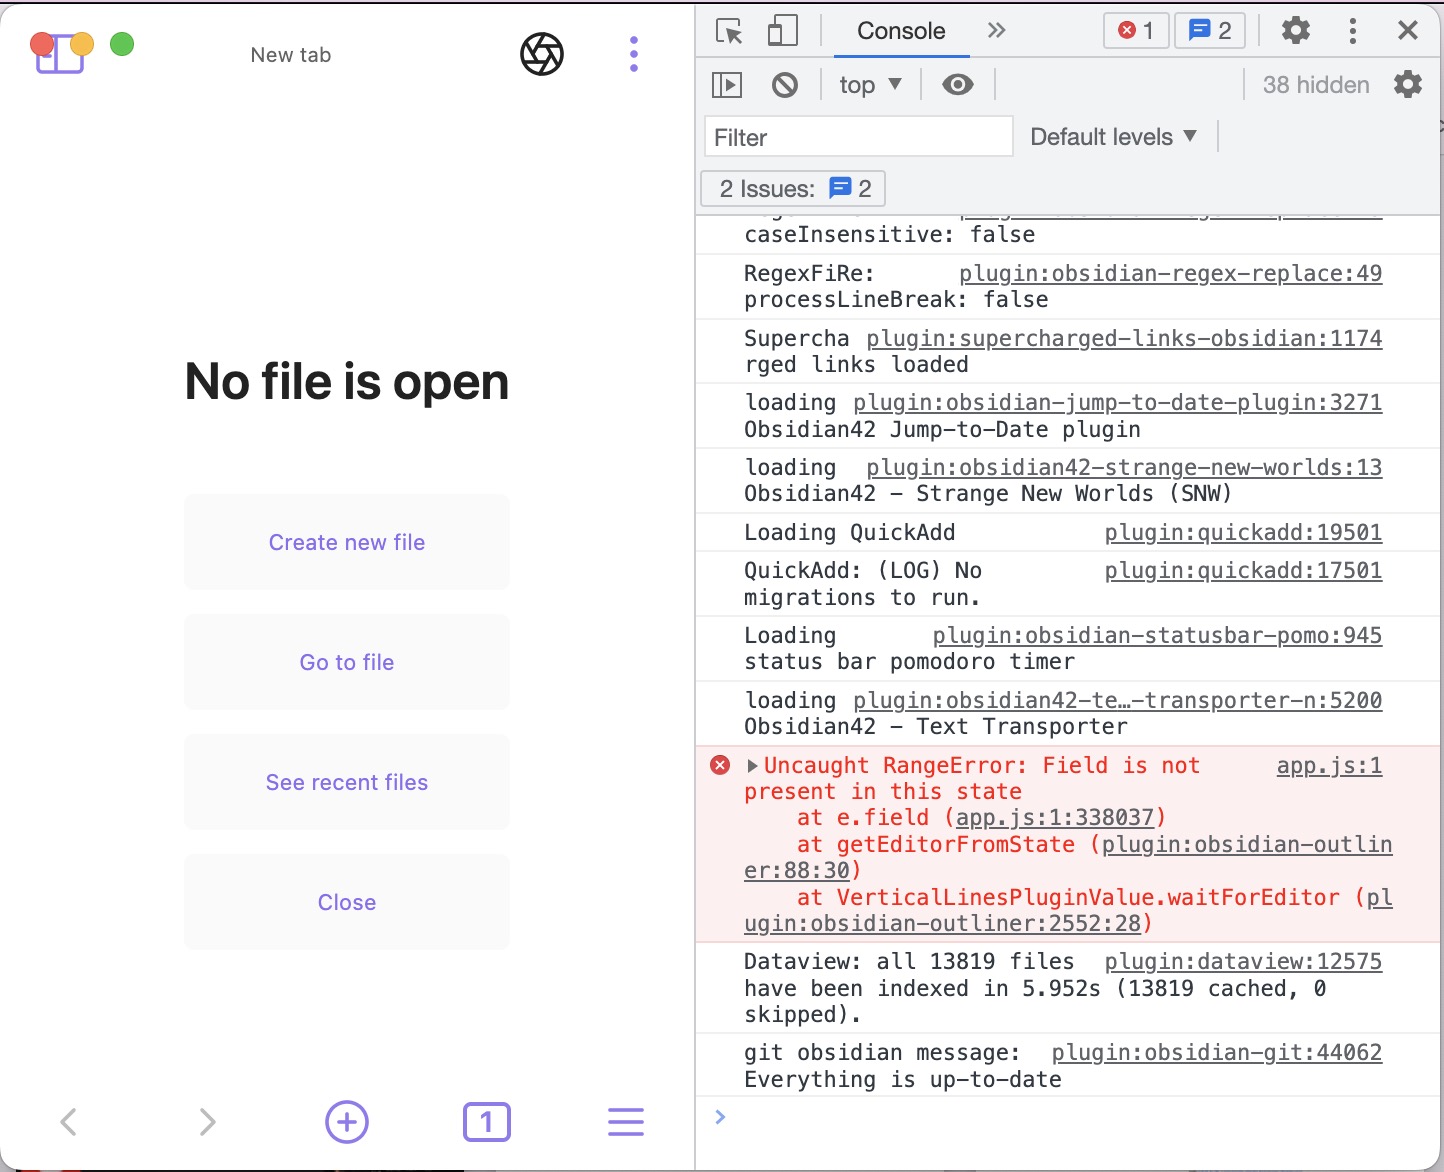 New tab
No file is open
Create new file
Go to file
See recent files
Close
1
Console
1
2
top
38 hidden
Filter
Default levels
2 Issues:
2
caseInsensitive: false
RegexFiRe: plugin:obsidian-regex-replace:49
processLineBreak: false
Supercha plugin:supercharged-links-obsidian:1174
rged links loaded
loading plugin:obsidian-jump-to-date-plugin:3271
Obsidian42 Jump-to-Date plugin
loading plugin:obsidian42-strange-new-worlds:13
Obsidian42 - Strange New Worlds (SNW)
Loading QuickAdd plugin:quickadd:19501
QuickAdd: (LOG) No plugin:quickadd:17501
migrations to run.
Loading plugin:obsidian-statusbar-pomo:945
status bar pomodoro timer
loading plugin:obsidian42-te…-transporter-n:5200
Obsidian42 - Text Transporter
Uncaught RangeError: Field is not app.js:1
present in this state
at e.field (app.js:1:338037)
at getEditorFromState (plugin:obsidian-outlin
er:88:30)
at VerticalLinesPluginValue.waitForEditor (pl
ugin:obsidian-outliner:2552:28)
Dataview: all 13819 files plugin:dataview:12575
have been indexed in 5.952s (13819 cached, 0
skipped).
git obsidian message: plugin:obsidian-git:44062
Everything is up-to-date